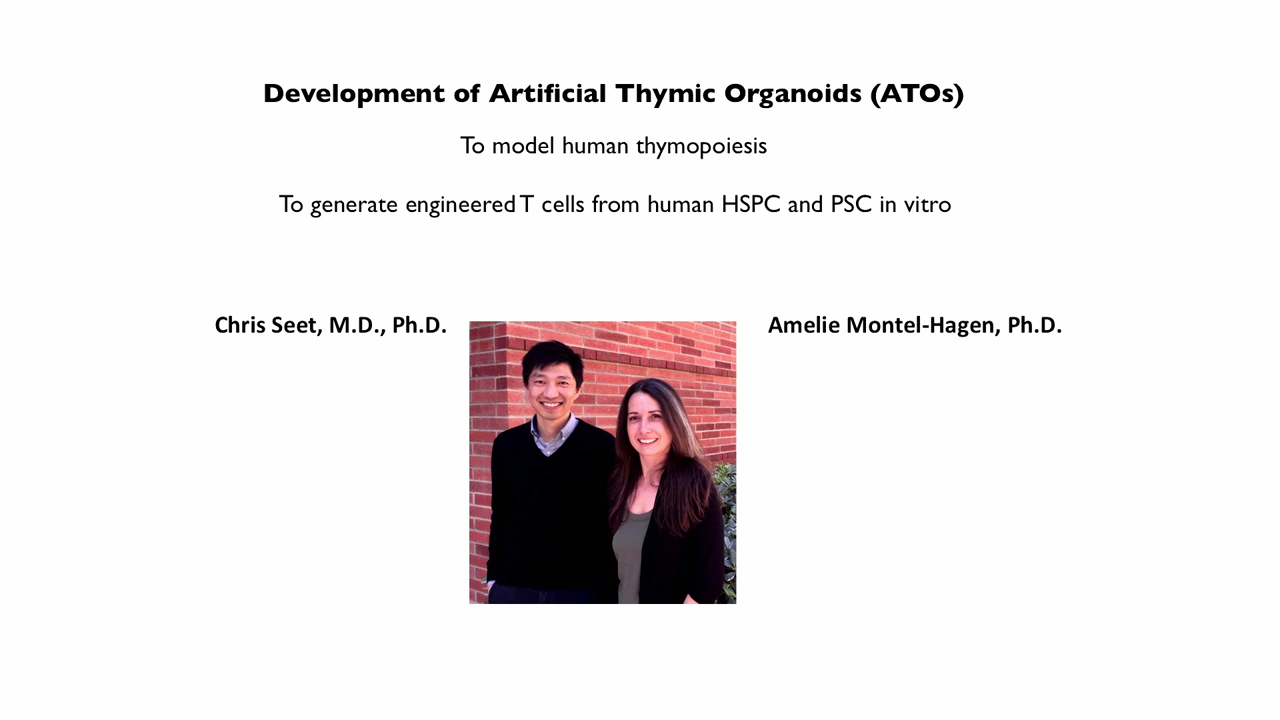 Development of Artificial Thymic Organoids (ATOs)
To model human thymopoiesis
To generate engineered T cells from human HSPC and PSC in vitro
Chris Seet, M.D., Ph.D.
Amelie Montel-Hagen, Ph.D.